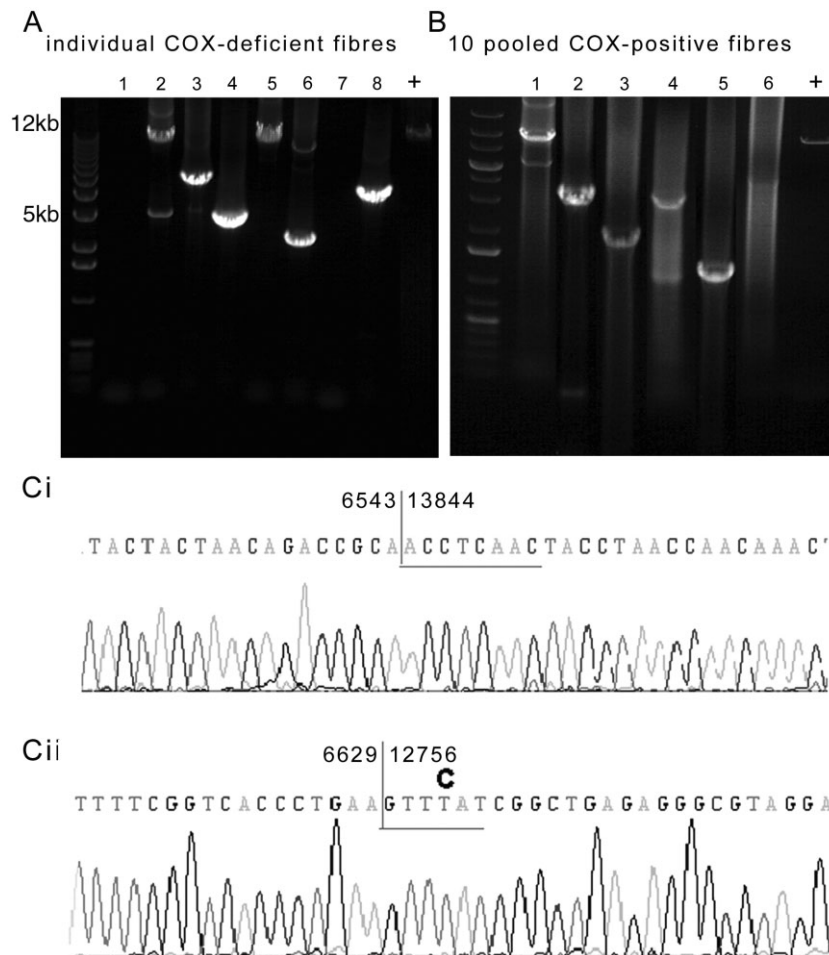 A
individual COX-deficient fibres
1 2 3 4 5 6 7 8 +
12kb
5kb
B
10 pooled COX-positive fibres
1 2 3 4 5 6 +
Ci
6543 13844
TACTACTAACAGACCGCAACCTCAACTACCTAACCAACAAAC
Cii
6629 12756
C
TTTTCGGTCACCCTGAAGTTTATCGGCTGAGAGGGCGTAGGA